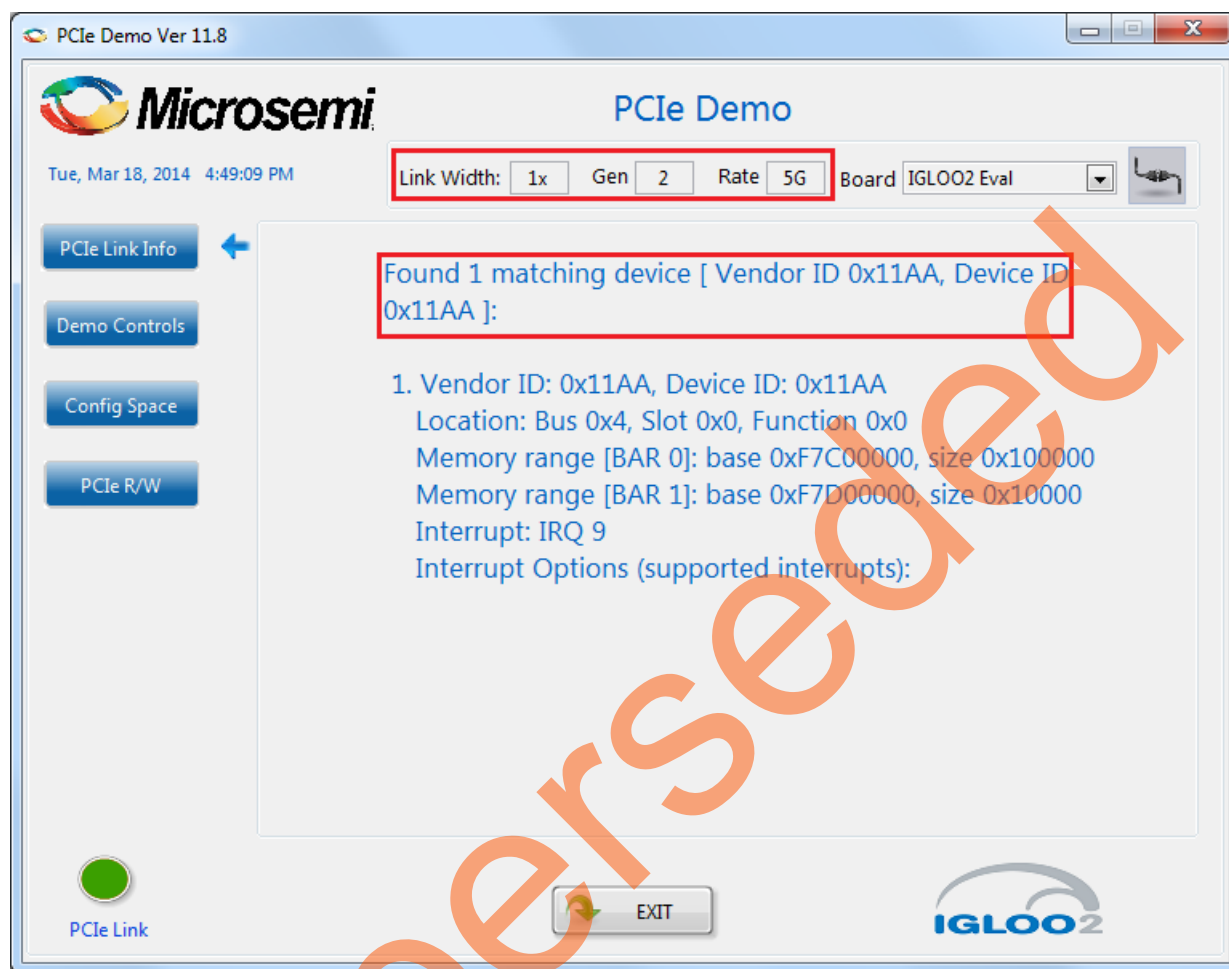 PCIe Demo Ver 11.8
Microsemi
PCIe Demo
Tue, Mar 18, 2014 4:49:09 PM
Link Width: 1x Gen 2 Rate 5G Board IGLOO2 Eval
PCIe Link Info
Demo Controls
Config Space
PCIe R/W
Found 1 matching device [ Vendor ID 0x11AA, Device ID
0x11AA ]:
1. Vendor ID: 0x11AA, Device ID: 0x11AA
Location: Bus 0x4, Slot 0x0, Function 0x0
Memory range [BAR 0]: base 0xF7C00000, size 0x100000
Memory range [BAR 1]: base 0xF7D00000, size 0x10000
Interrupt: IRQ 9
Interrupt Options (supported interrupts):
PCIe Link
EXIT
IGLOO2
erseded